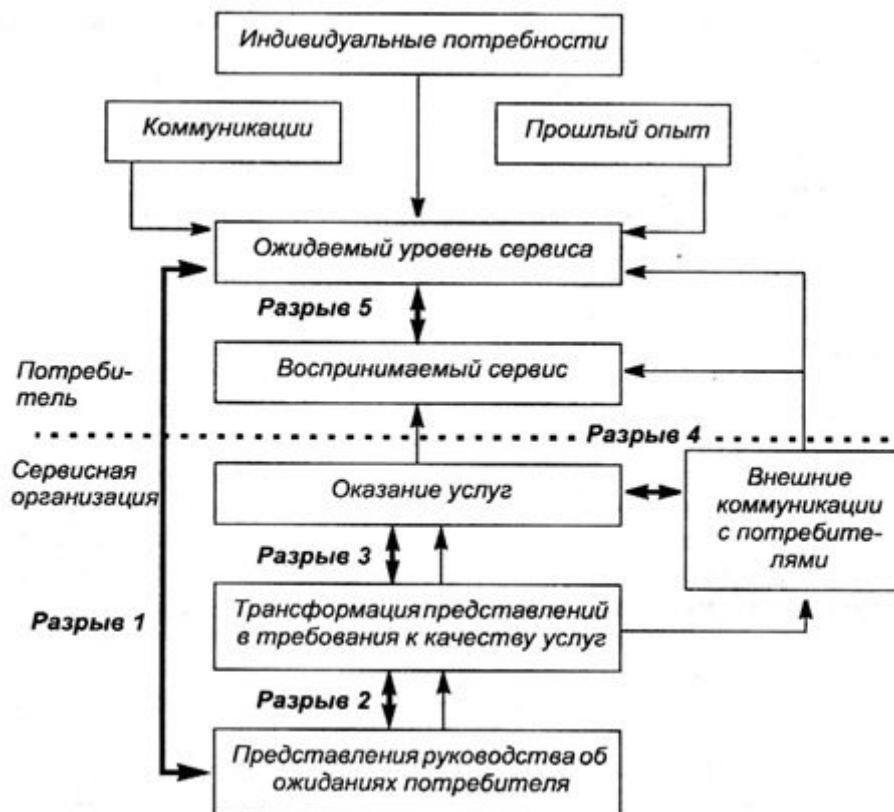 Индивидуальные потребности
Коммуникации
Прошлый опыт
Ожидаемый уровень сервиса
Разрыв 5
Воспринимаемый сервис
Потреби-
тель
Разрыв 4
Сервисная
организация
Оказание услуг
Внешние
коммуникации
с потребите-
лями
Разрыв 3
Трансформация представлений
в требования к качеству услуг
Разрыв 1
Разрыв 2
Представления руководства об
ожиданиях потребителя